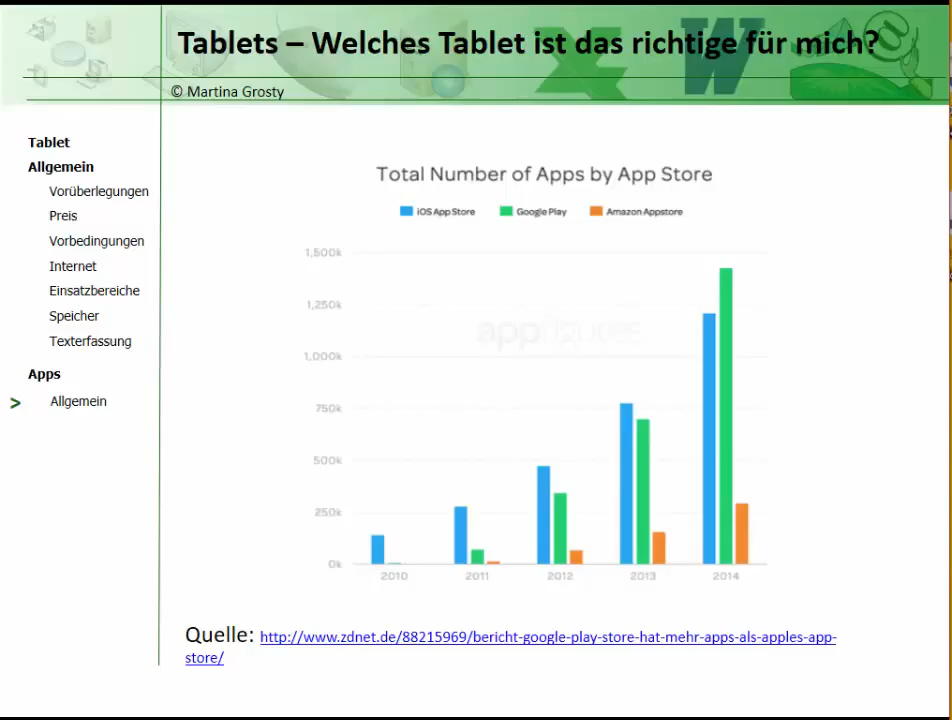 Tablets – Welches Tablet ist das richtige für mich?
© Martina Grosty
Tablet
Allgemein
Vorüberlegungen
Preis
Vorbedingungen
Internet
Einsatzbereiche
Speicher
Texterfassung
Apps
> Allgemein
Total Number of Apps by App Store
iOS App Store Google Play Amazon Appstore
1,500k
1,250k
appfigures
1,000k
750k
500k
250k
0k
2010 2011 2012 2013 2014
Quelle: http://www.zdnet.de/88215969/bericht-google-play-store-hat-mehr-apps-als-apples-app-
store/